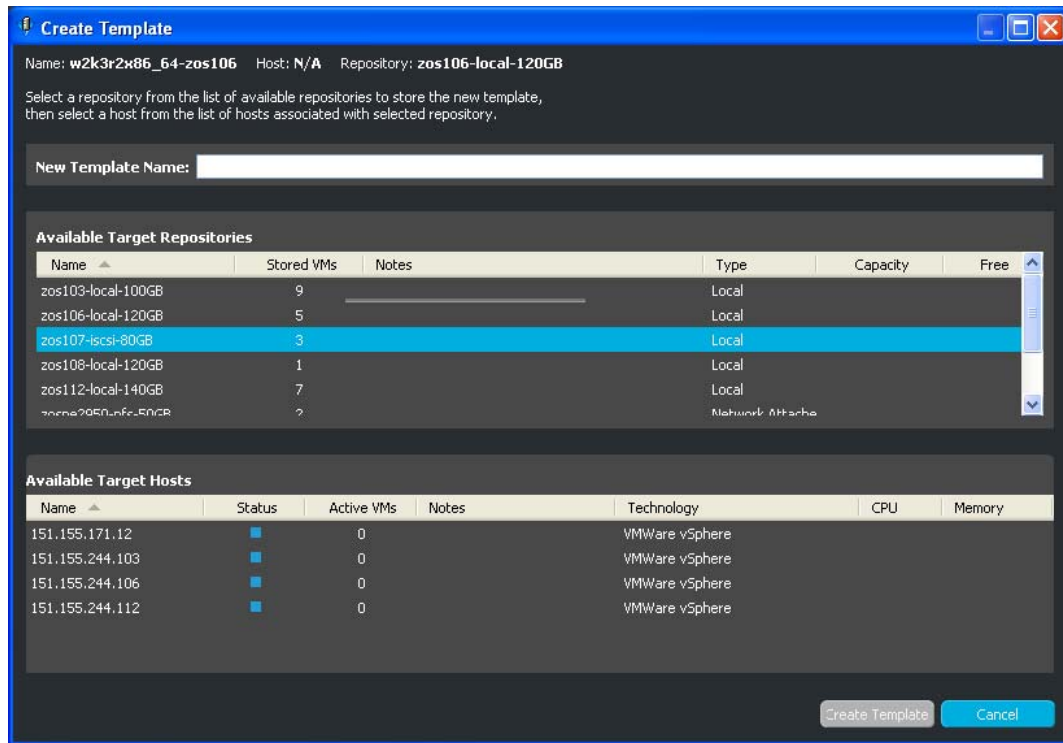 Create Template
Name: w2k3r2x86_64-zos106 Host: N/A Repository: zos106-local-120GB
Select a repository from the list of available repositories to store the new template,
then select a host from the list of hosts associated with selected repository.
New Template Name:
Available Target Repositories
Name Stored VMs Notes Type Capacity Free
zos103-local-100GB 9 Local
zos106-local-120GB 5 Local
zos107-iscsi-80GB 3 Local
zos108-local-120GB 1 Local
zos112-local-140GB 7 Local
zospe2950-nfs-50GB 2 Network Attache
Available Target Hosts
Name Status Active VMs Notes Technology CPU Memory
151.155.171.12 0 VMWare vSphere
151.155.244.103 0 VMWare vSphere
151.155.244.106 0 VMWare vSphere
151.155.244.112 0 VMWare vSphere
Create Template Cancel